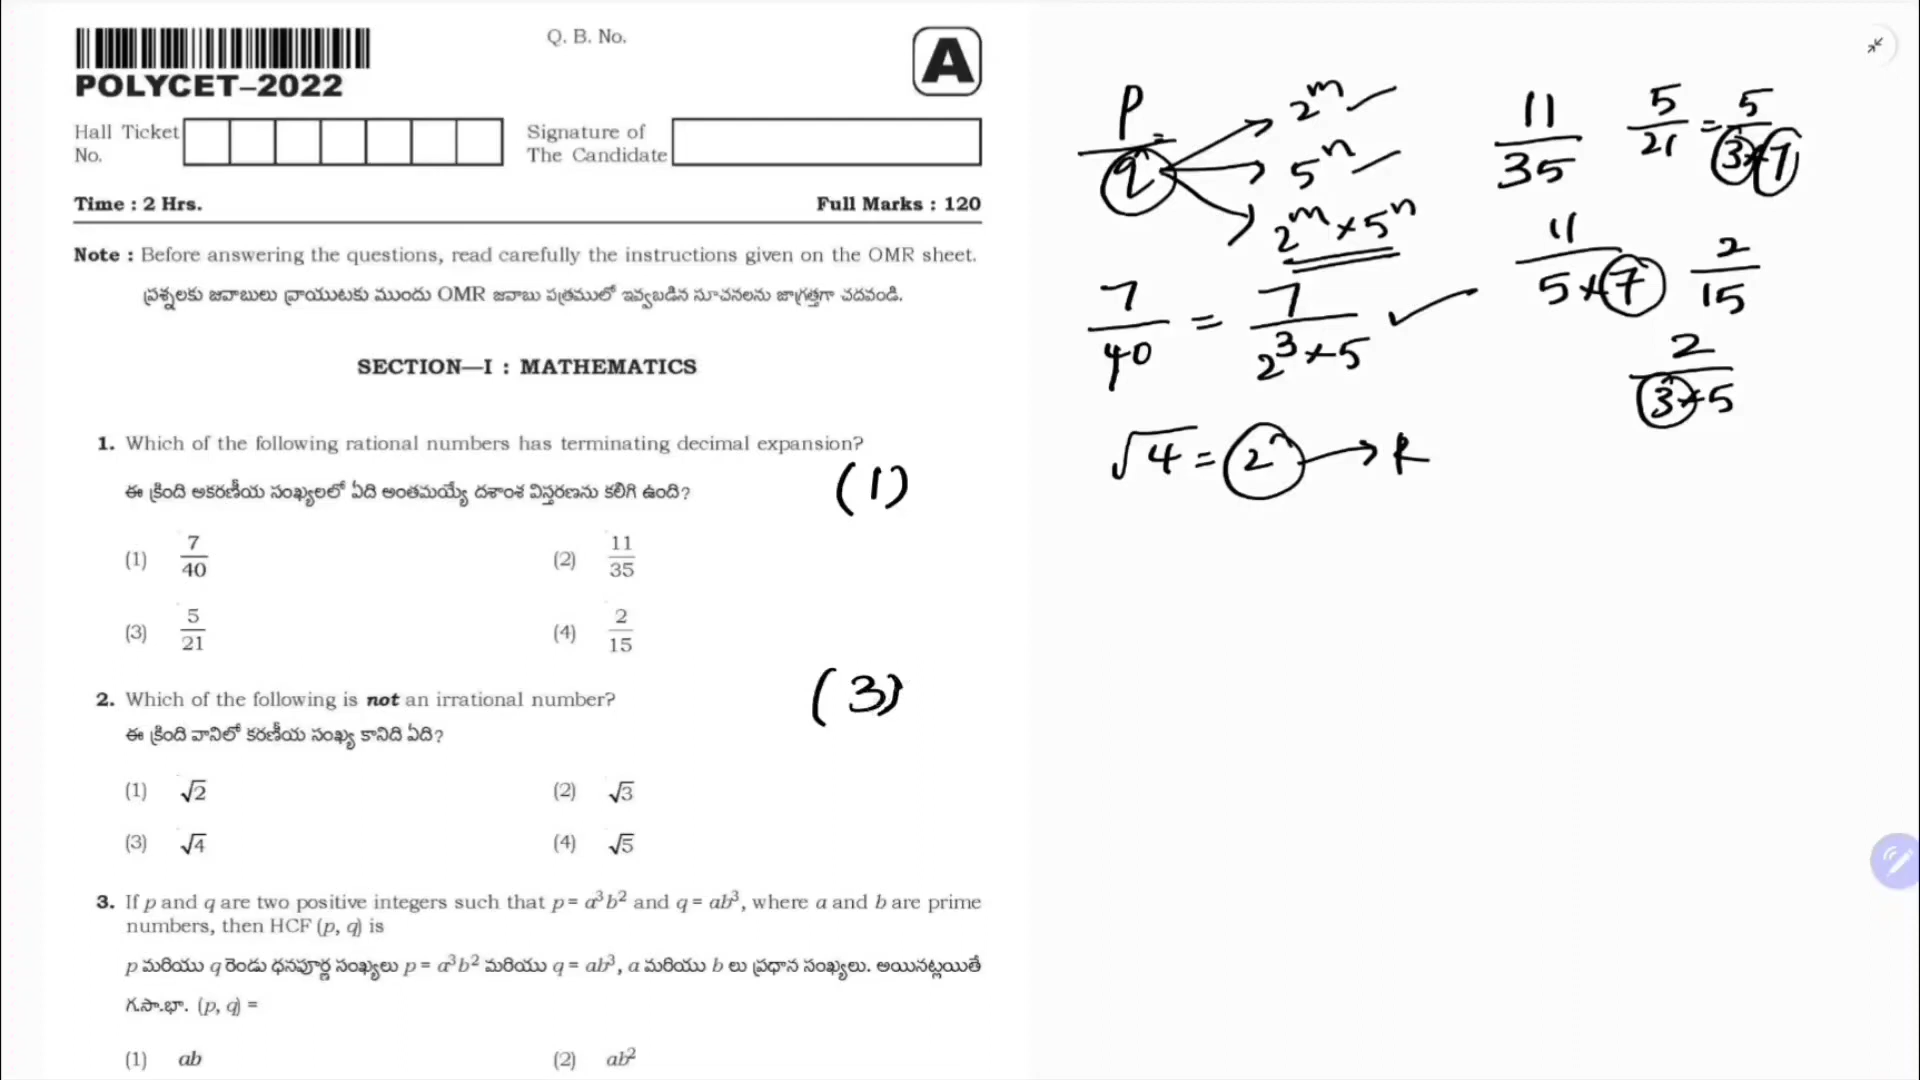 Q. B. No.
A
POLYCET–2022
Hall Ticket No.
Signature of The Candidate
Time : 2 Hrs.
Full Marks : 120
Note : Before answering the questions, read carefully the instructions given on the OMR sheet.
ప్రశ్నలకు జవాబులు వ్రాయుటకు ముందు OMR జవాబు పత్రములో ఇవ్వబడిన సూచనలను జాగ్రత్తగా చదవండి.
SECTION—I : MATHEMATICS
1. Which of the following rational numbers has terminating decimal expansion?
ఈ క్రింది అకరణీయ సంఖ్యలలో ఏది అంతమయ్యే దశాంశ విస్తరణను కలిగి ఉంది?
(1)
(1) 7/40
(2) 11/35
(3) 5/21
(4) 2/15
2. Which of the following is not an irrational number?
(3)
ఈ క్రింది వానిలో కరణీయ సంఖ్య కానిది ఏది?
(1) √2
(2) √3
(3) √4
(4) √5
3. If p and q are two positive integers such that p = a³b² and q = ab³, where a and b are prime
numbers, then HCF (p, q) is
p మరియు q రెండు ధనపూర్ణ సంఖ్యలు p = a³b² మరియు q = ab³, a మరియు b లు ప్రధాన సంఖ్యలు. అయినట్లయితే
గ.సా.భా. (p, q) =
(1) ab
(2) ab²
P/q
2^m
5^n
2^m × 5^n
7/40 = 7/2³×5
√4 = 2 → R
11/35
5/21 = 5/3×7
11/5×7
2/15
2/3×5